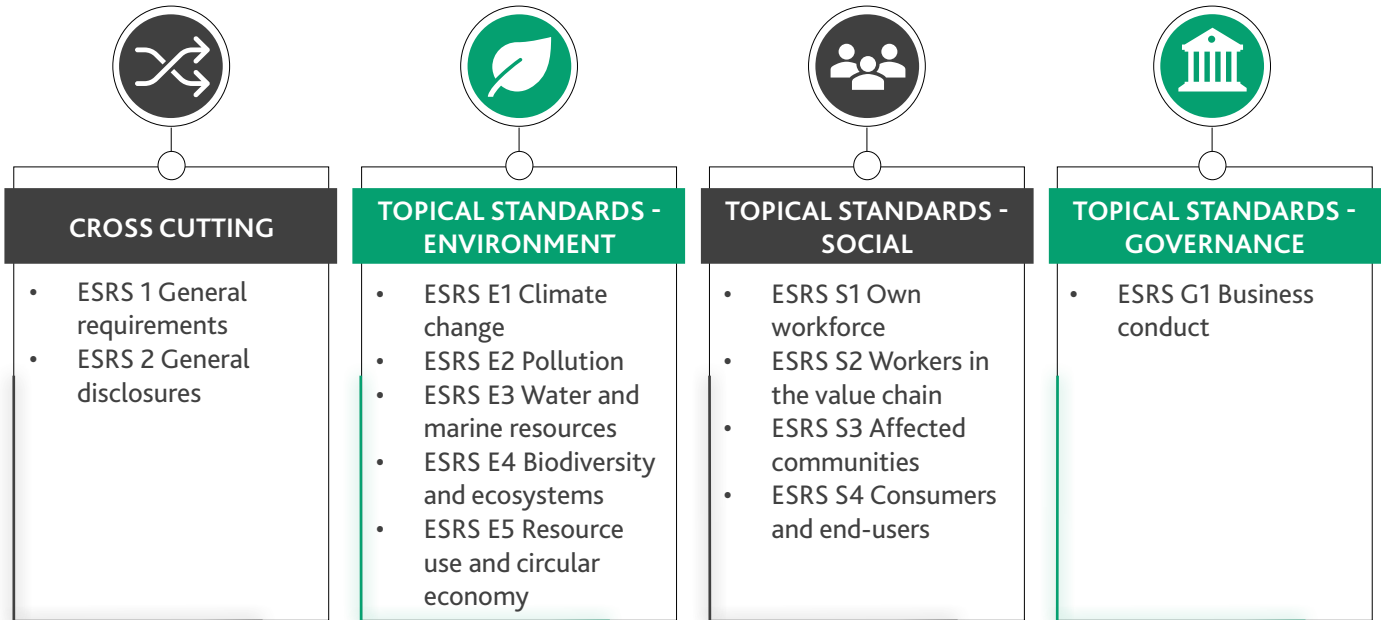 CROSS CUTTING
• ESRS 1 General
requirements
• ESRS 2 General
disclosures
TOPICAL STANDARDS -
ENVIRONMENT
• ESRS E1 Climate
change
• ESRS E2 Pollution
• ESRS E3 Water and
marine resources
• ESRS E4 Biodiversity
and ecosystems
• ESRS E5 Resource
use and circular
economy
TOPICAL STANDARDS -
SOCIAL
• ESRS S1 Own
workforce
• ESRS S2 Workers in
the value chain
• ESRS S3 Affected
communities
• ESRS S4 Consumers
and end-users
TOPICAL STANDARDS -
GOVERNANCE
• ESRS G1 Business
conduct